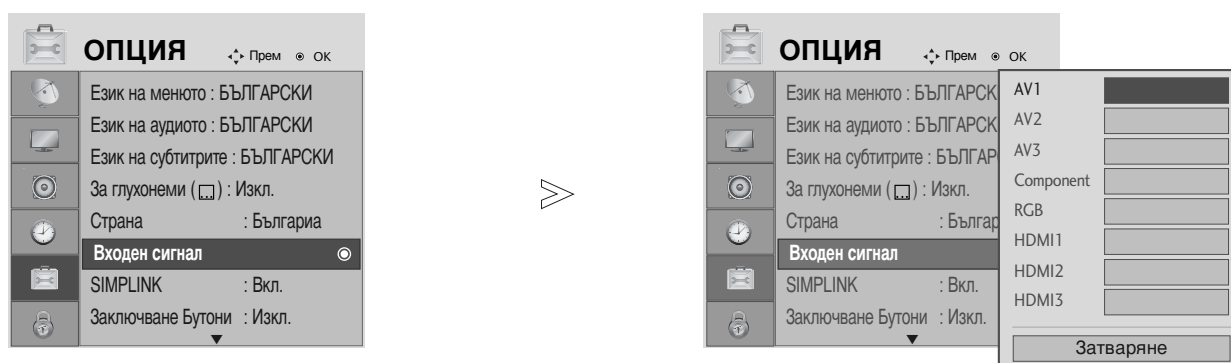 ОПЦИЯ Прем ОК
Език на менюто : БЪЛГАРСКИ
Език на аудиото : БЪЛГАРСКИ
Език на субтитрите : БЪЛГАРСКИ
За глухонеми ( ) : Изкл.
Страна : Българиа
Входен сигнал
SIMPLINK : Вкл.
Заключване Бутони : Изкл.
ОПЦИЯ Прем ОК
Език на менюто : БЪЛГАРСК
Език на аудиото : БЪЛГАРСК
Език на субтитрите : БЪЛГАР
За глухонеми ( ) : Изкл.
Страна : Българ
Входен сигнал
SIMPLINK : Вкл.
Заключване Бутони : Изкл.
AV1
AV2
AV3
Component
RGB
HDMI1
HDMI2
HDMI3
Затваряне